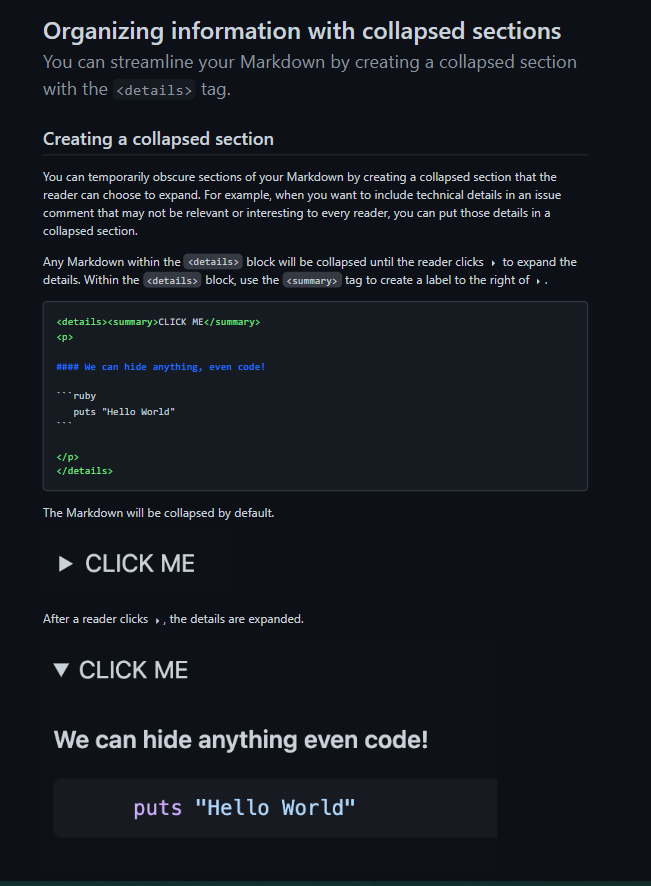 Organizing information with collapsed sections
You can streamline your Markdown by creating a collapsed section
with the <details> tag.
Creating a collapsed section
You can temporarily obscure sections of your Markdown by creating a collapsed section that the
reader can choose to expand. For example, when you want to include technical details in an issue
comment that may not be relevant or interesting to every reader, you can put those details in a
collapsed section.
Any Markdown within the <details> block will be collapsed until the reader clicks ▸ to expand the
details. Within the <details> block, use the <summary> tag to create a label to the right of ▸.
<details><summary>CLICK ME</summary>
<p>
#### We can hide anything, even code!
```ruby
puts "Hello World"
```
</p>
</details>
The Markdown will be collapsed by default.
▶ CLICK ME
After a reader clicks ▸, the details are expanded.
▼ CLICK ME
We can hide anything even code!
puts "Hello World"